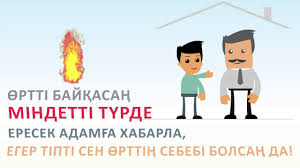 ӨРТТІ БАЙҚАСАҢ
МІНДЕТТІ ТҮРДЕ
ЕРЕСЕК АДАМҒА ХАБАРЛА,
ЕГЕР ТІПТІ СЕН ӨРТТІҢ СЕБЕБІ БОЛСАҢ ДА!